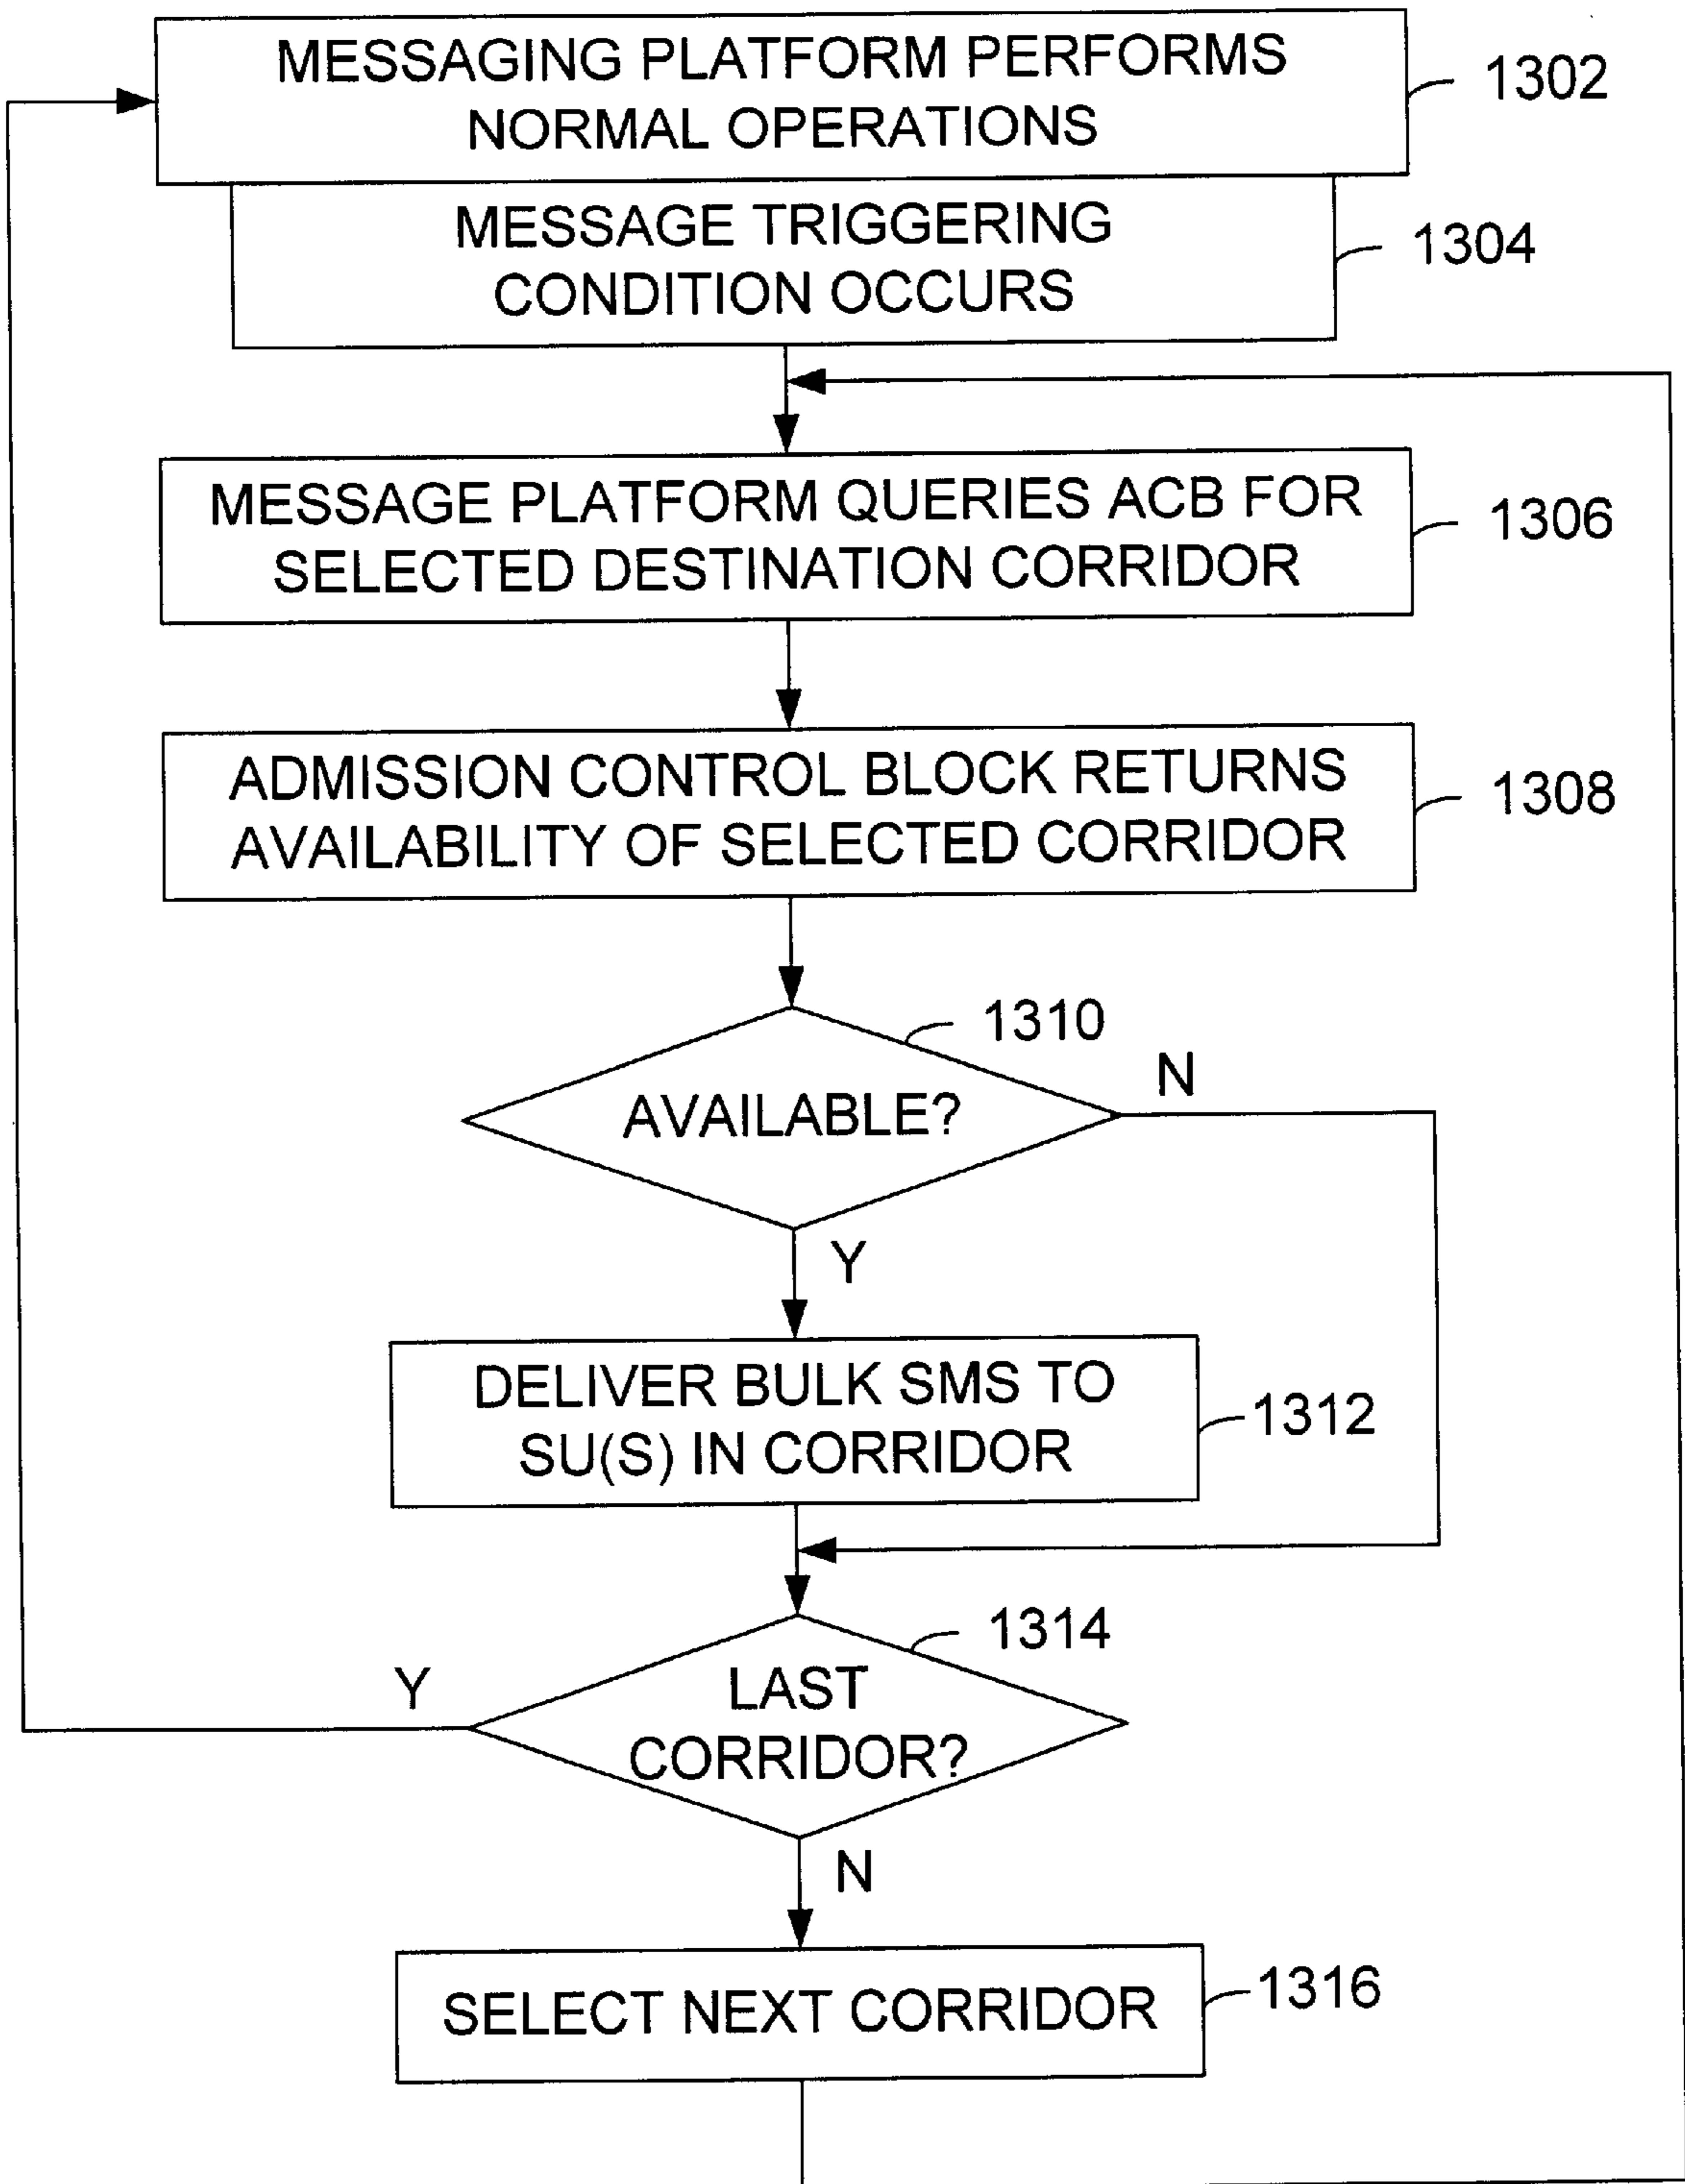 MESSAGING PLATFORM PERFORMS
NORMAL OPERATIONS
1302
MESSAGE TRIGGERING
CONDITION OCCURS
1304
MESSAGE PLATFORM QUERIES ACB FOR
SELECTED DESTINATION CORRIDOR
1306
ADMISSION CONTROL BLOCK RETURNS
AVAILABILITY OF SELECTED CORRIDOR
1308
1310
AVAILABLE?
N
Y
DELIVER BULK SMS TO
SU(S) IN CORRIDOR
1312
1314
LAST
CORRIDOR?
Y
N
SELECT NEXT CORRIDOR
1316